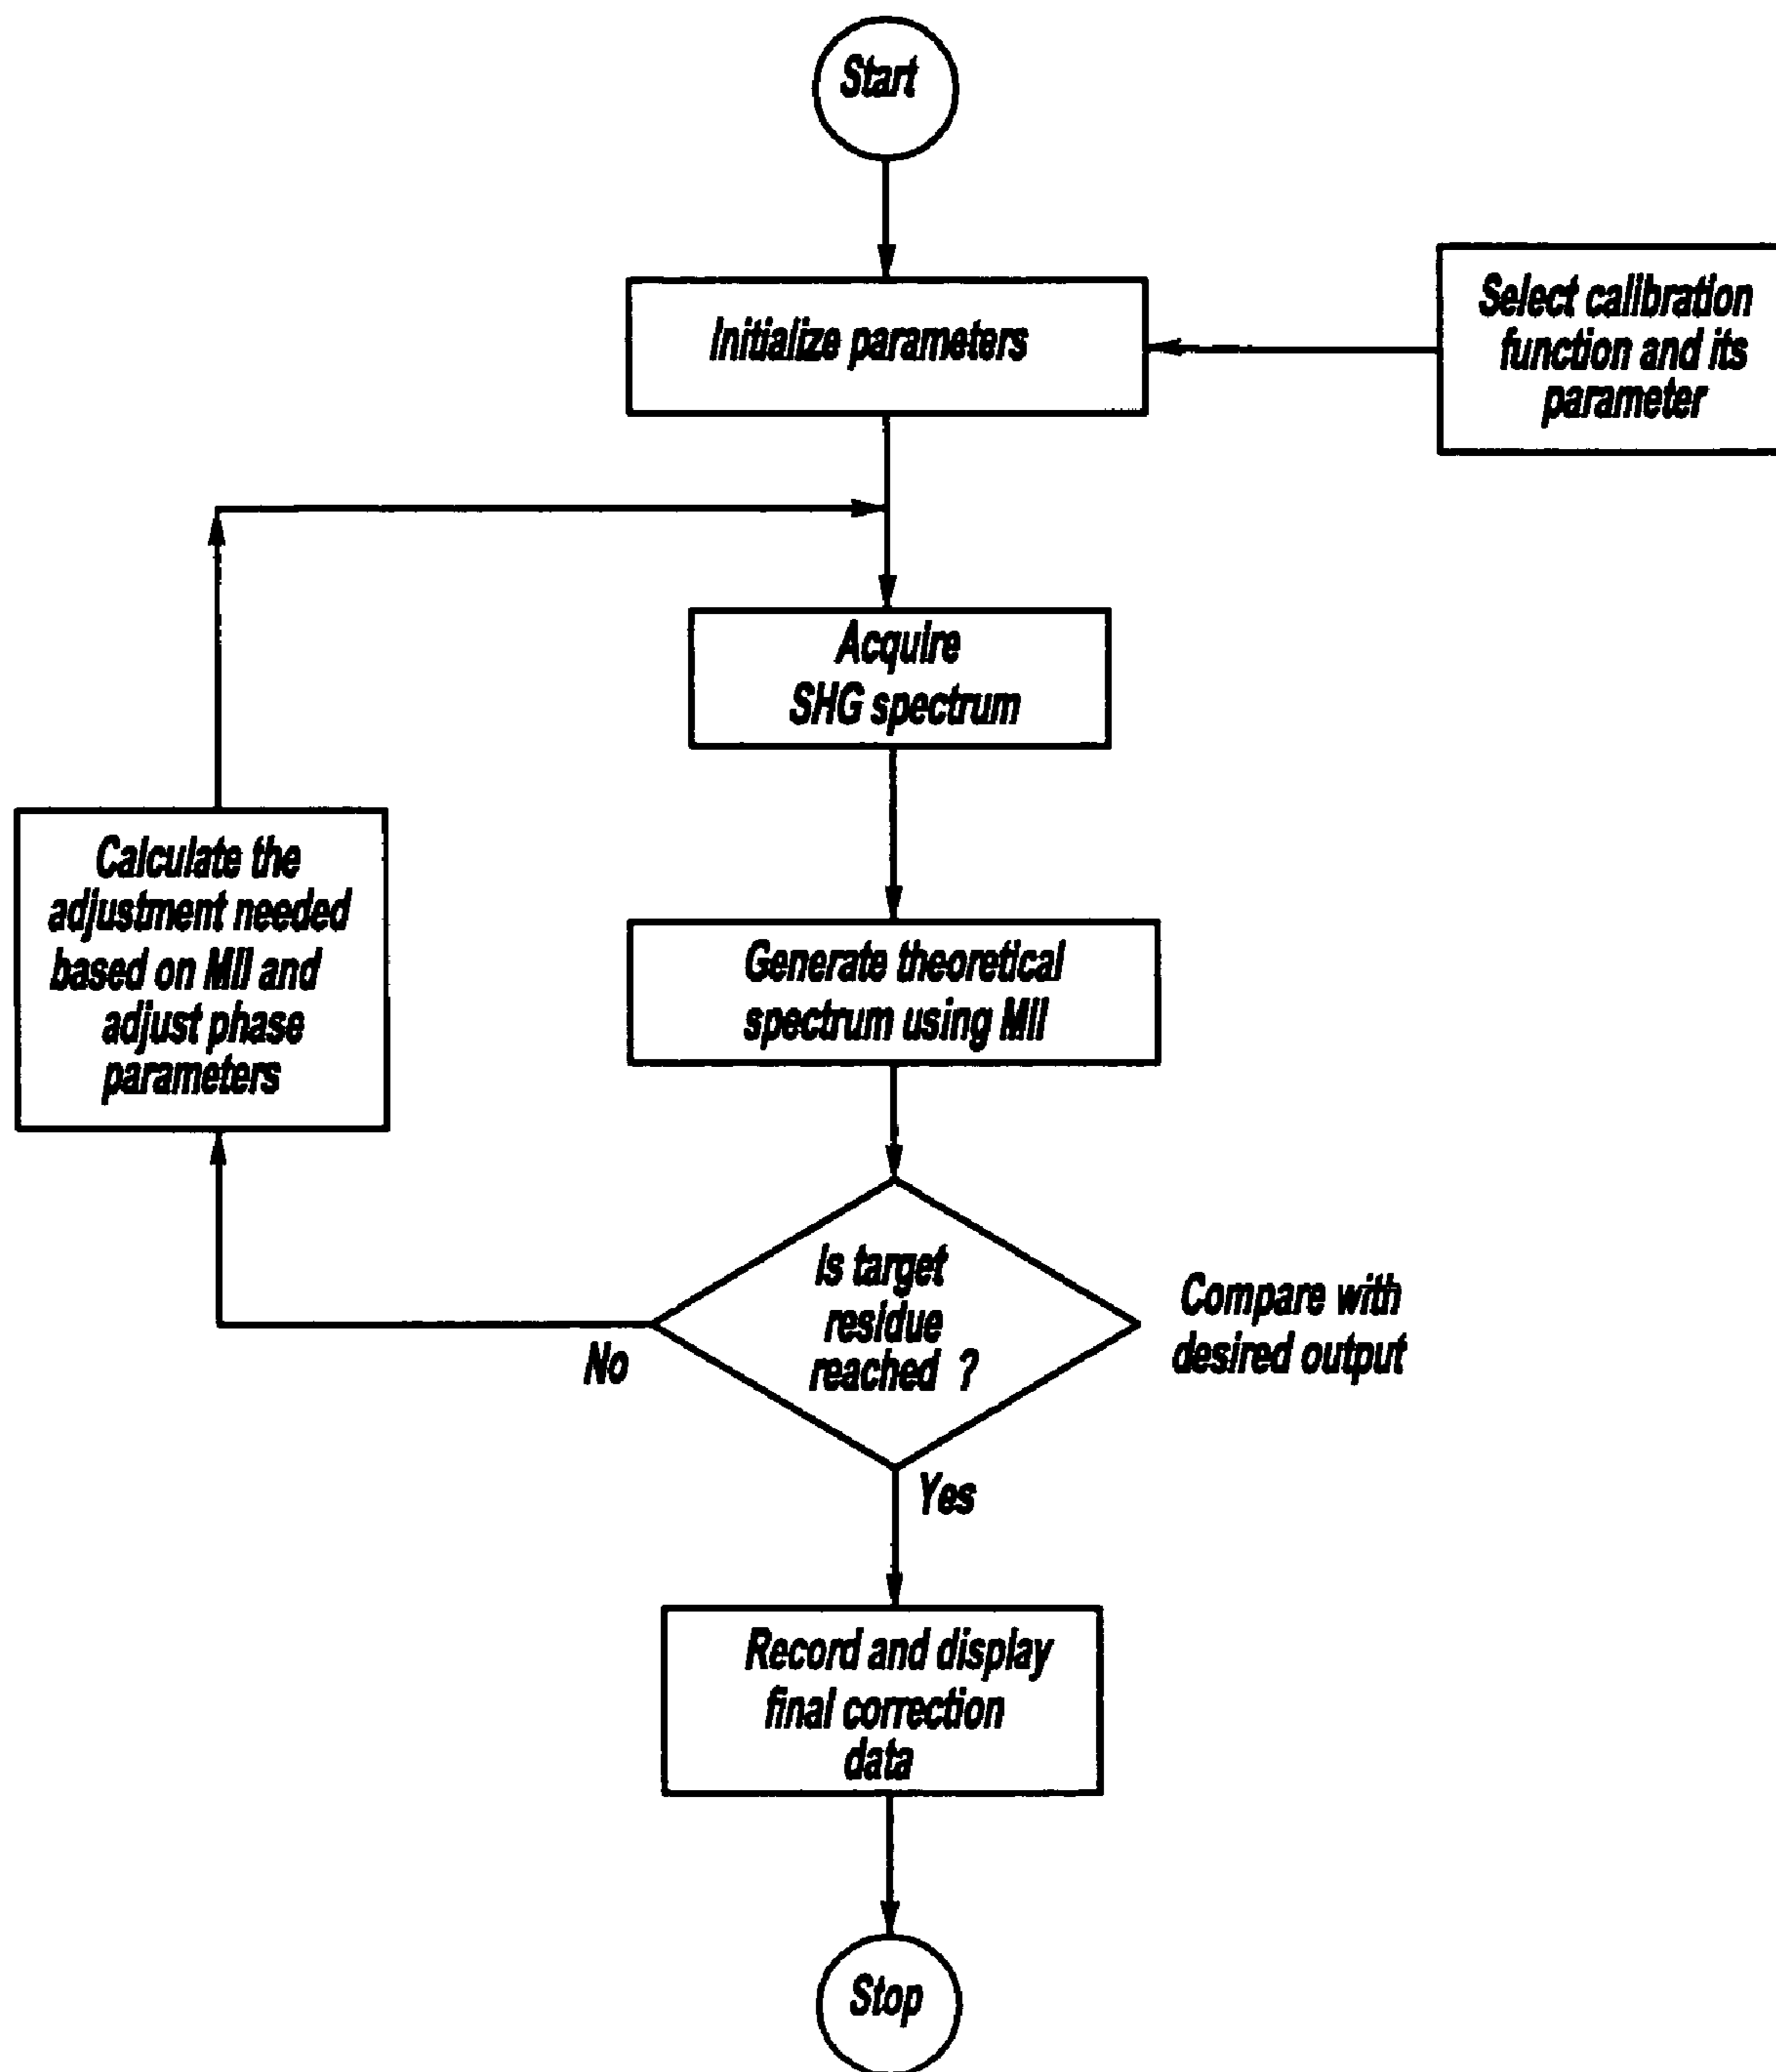 Start
Initialize parameters
Select calibration
function and its
parameter
Acquire
SHG spectrum
Calculate the
adjustment needed
based on MII and
adjust phase
parameters
Generate theoretical
spectrum using MII
Is target
residue
reached ?
Compare with
desired output
No
Yes
Record and display
final correction
data
Stop